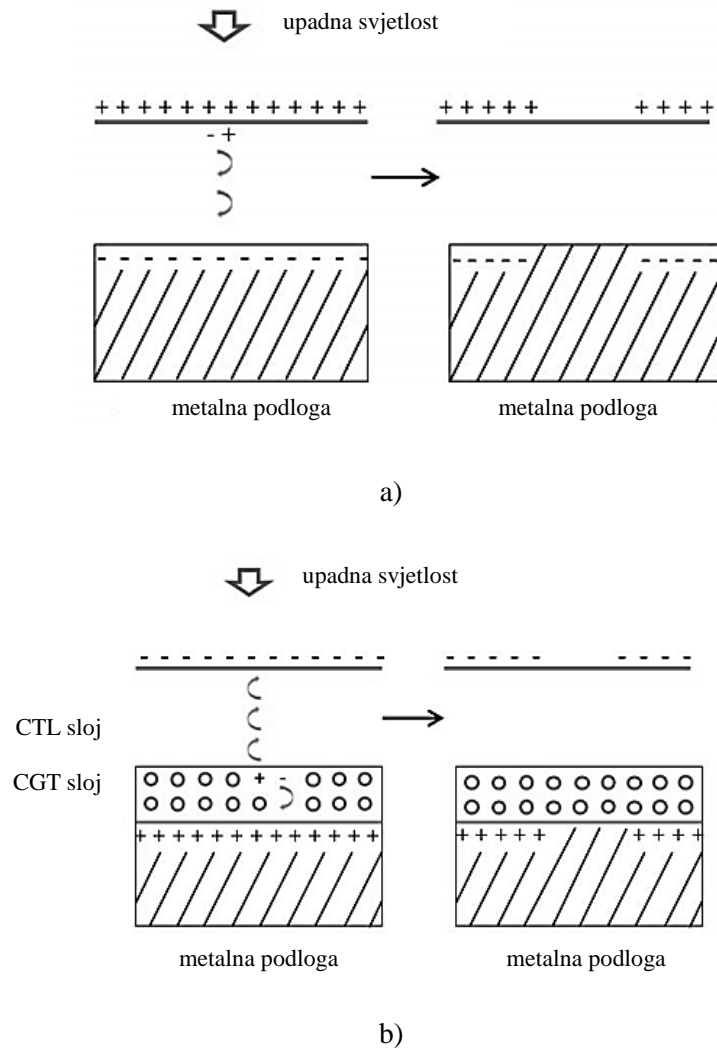 upadna svjetlost
+ + + + + + + + + + + + +
+ + + + +
+ + + +
- +
- - - - - - - - - - - -
- - - - - -
- - - - - -
metalna podloga
metalna podloga
a)
upadna svjetlost
- - - - - - - - - - - -
- - - - -
- - - -
CTL sloj
CGT sloj
+ -
+ + + + + + + + + + + + +
+ + + + +
+ + + +
metalna podloga
metalna podloga
b)